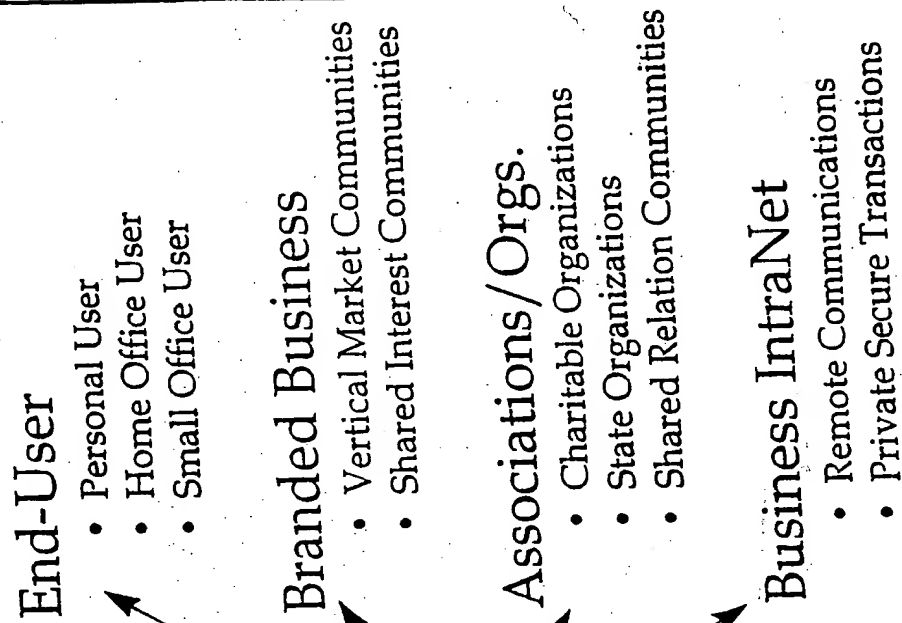 End-User
• Personal User
• Home Office User
• Small Office User
Branded Business
• Vertical Market Communities
• Shared Interest Communities
Associations/Orgs.
• Charitable Organizations
• State Organizations
• Shared Relation Communities
Business IntraNet
• Remote Communications
• Private Secure Transactions